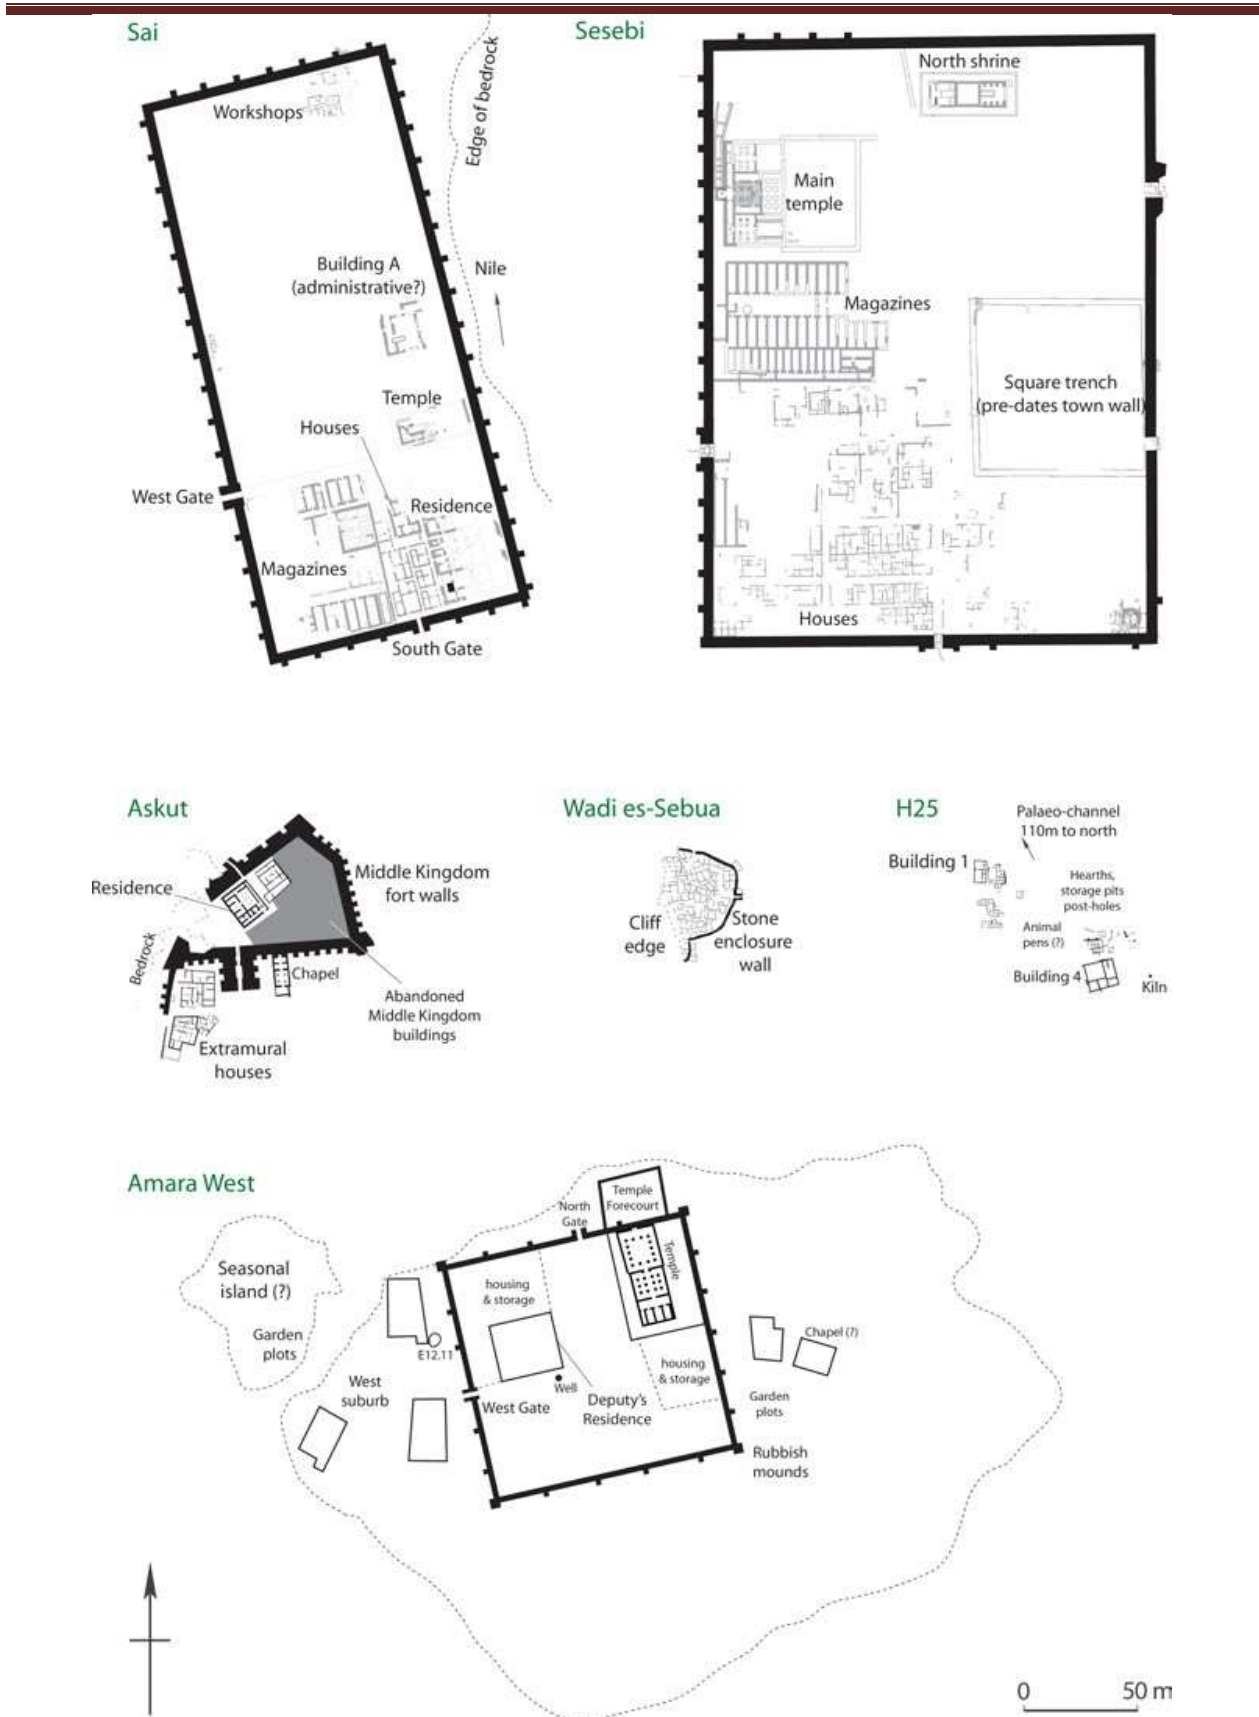 Sai
Sesebi
Edge of bedrock
North shrine
Workshops
Main
temple
Building A
(administrative?)
Nile
Magazines
Square trench
(pre-dates town wall)
Temple
Houses
West Gate
Residence
Magazines
Houses
South Gate
Askut
Wadi es-Sebua
H25
Palaeo-channel
110m to north
Building 1
Middle Kingdom
fort walls
Residence
Hearths,
storage pits
post-holes
Cliff
edge
Stone
enclosure
wall
Animal
pens (?)
Bedrock
Chapel
Building 4
Kiln
Abandoned
Middle Kingdom
buildings
Extramural
houses
Amara West
Temple
Forecourt
North
Gate
Temple
Seasonal
island (?)
housing
& storage
Garden
plots
E12.11
Chapel (?)
housing
& storage
West
suburb
Well
West Gate
Deputy's
Residence
Garden
plots
Rubbish
mounds
0
50 m